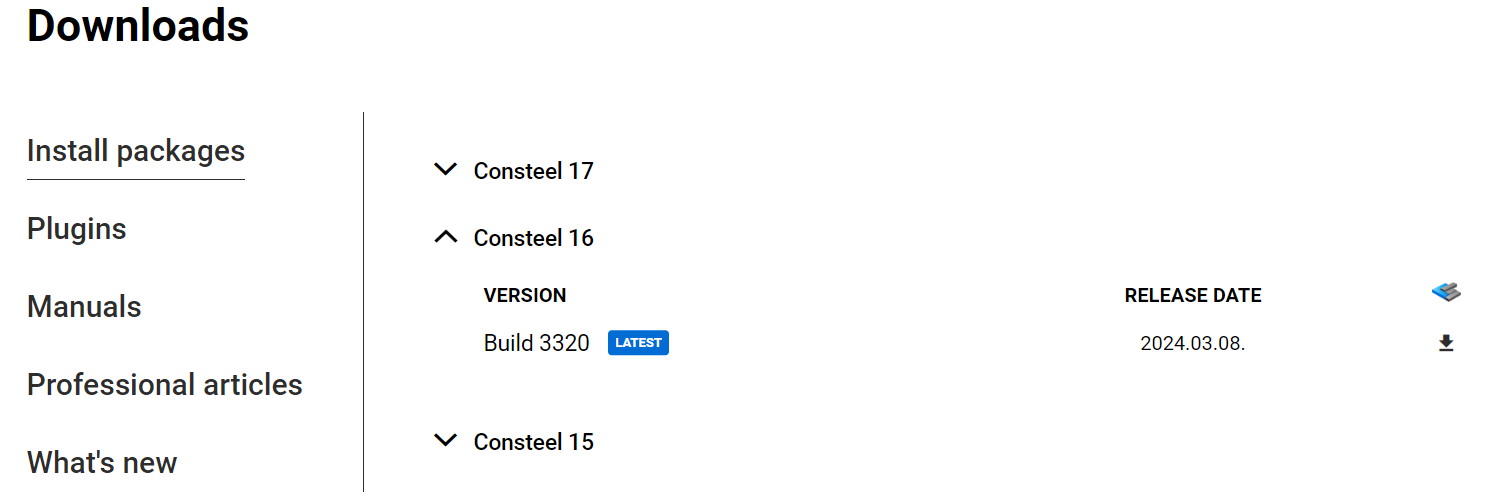 Downloads
Install packages
Plugins
Manuals
Professional articles
What's new
Consteel 17
Consteel 16
VERSION RELEASE DATE
Build 3320 LATEST 2024.03.08.
Consteel 15